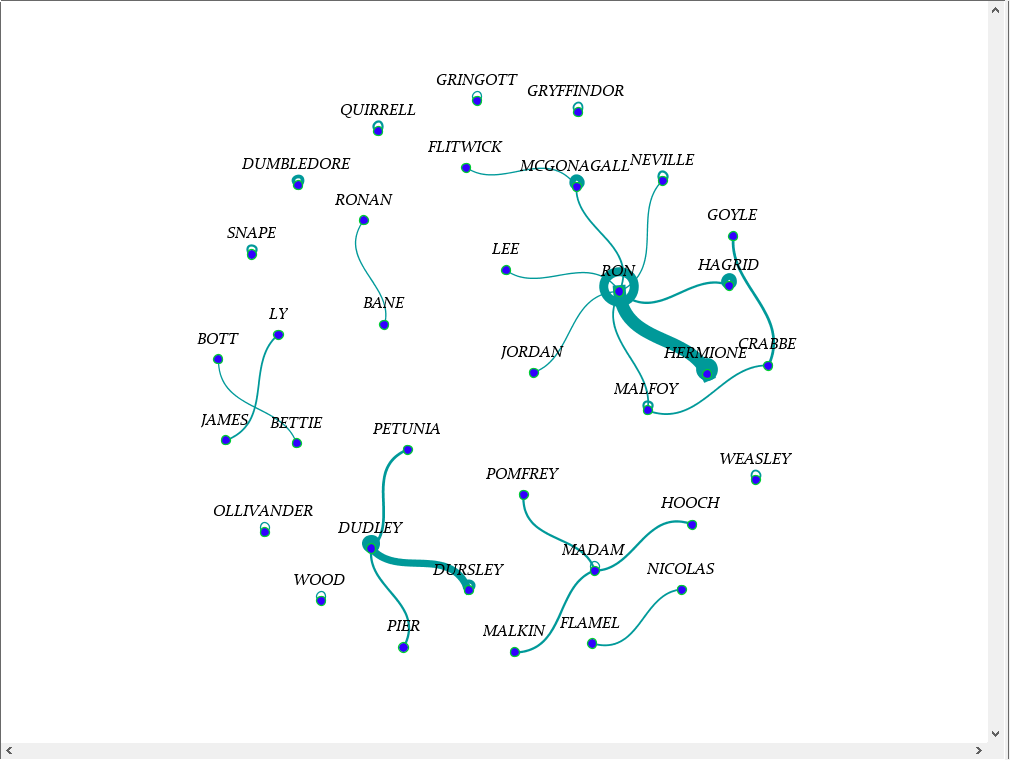 GRINGOTT
GRYFFINDOR
QUIRRELL
FLITWICK
DUMBLEDORE
MCGONAGALL
NEVILLE
RONAN
GOYLE
SNAPE
LEE
HAGRID
RON
BANE
LY
BOTT
CRABBE
JORDAN
HERMIONE
MALFOY
JAMES
BETTIE
PETUNIA
WEASLEY
POMFREY
HOOCH
OLLIVANDER
DUDLEY
MADAM
DURSLEY
NICOLAS
WOOD
PIER
MALKIN
FLAMEL